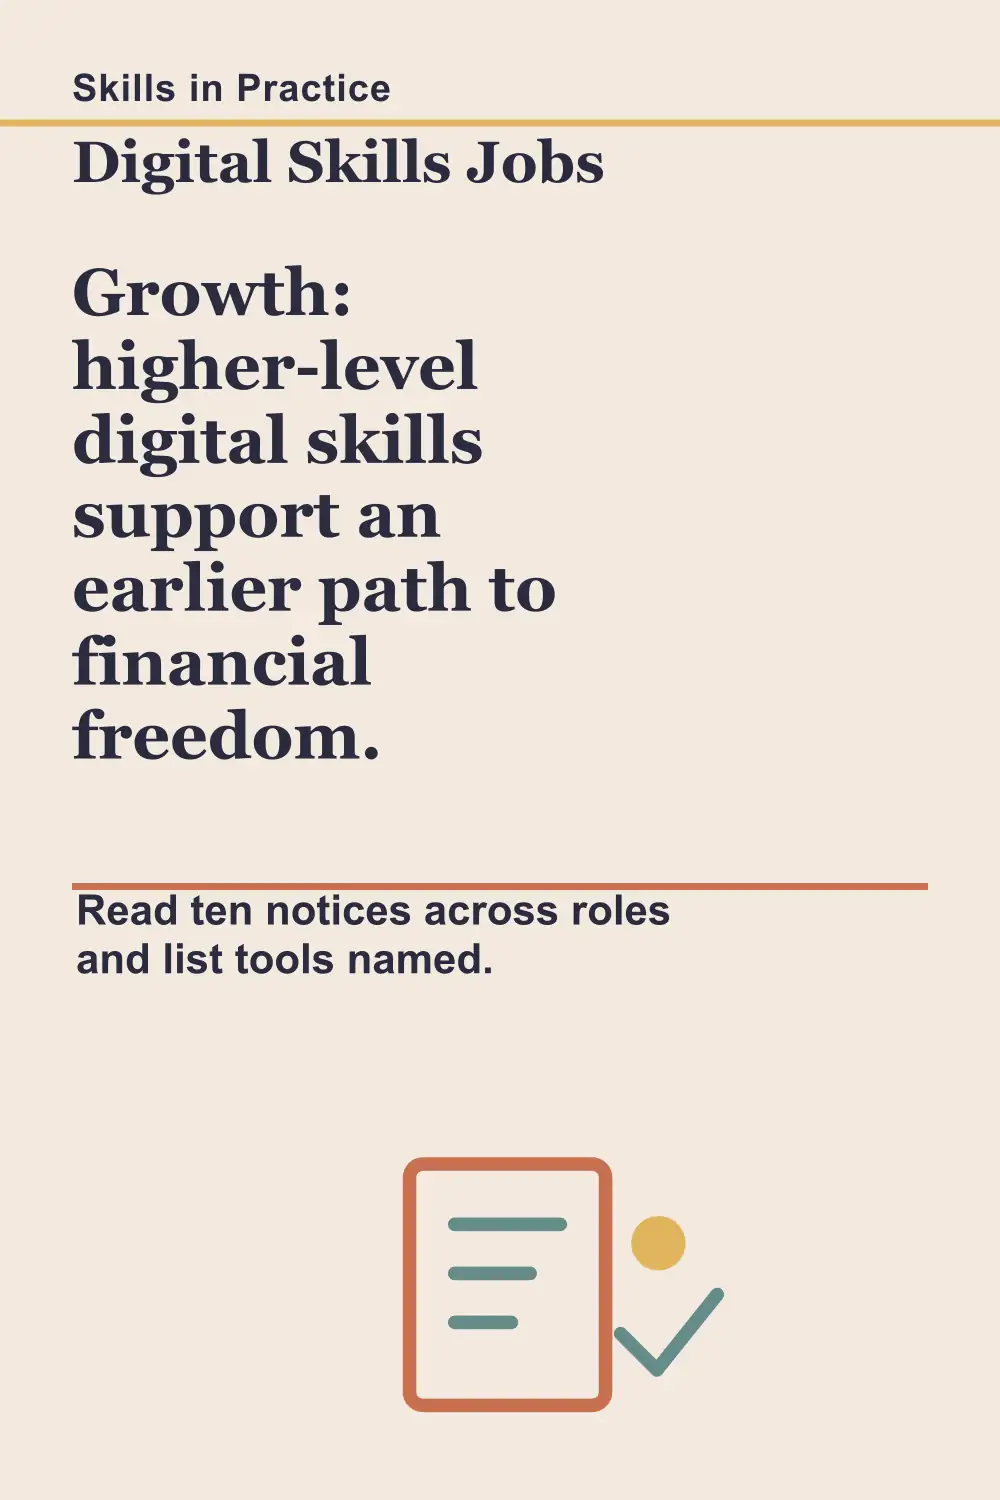 Skills in Practice
Digital Skills Jobs
Growth:
higher-level
digital skills
support an
earlier path to
financial
freedom.
Read ten notices across roles
and list tools named.